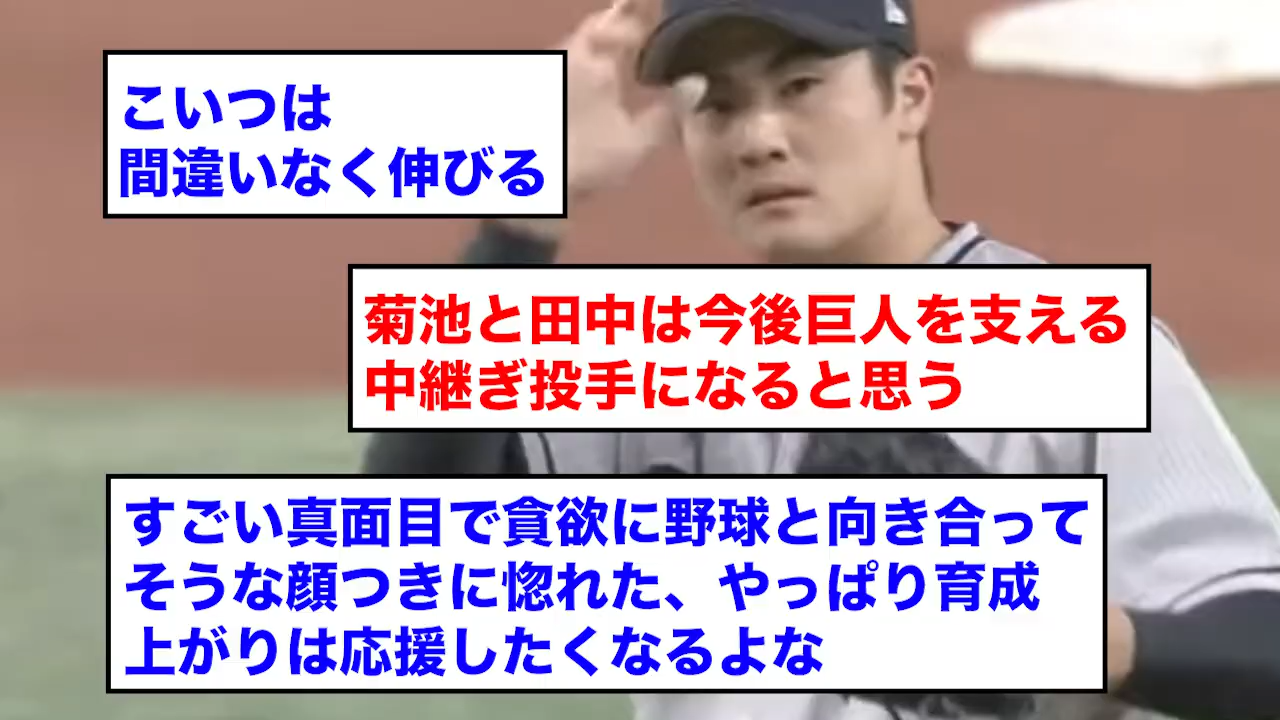 こいつは
間違いなく伸びる
菊池と田中は今後巨人を支える
中継ぎ投手になると思う
すごい真面目で貪欲に野球と向き合って
そうな顔つきに惚れた、やっぱり育成
上がりは応援したくなるよな